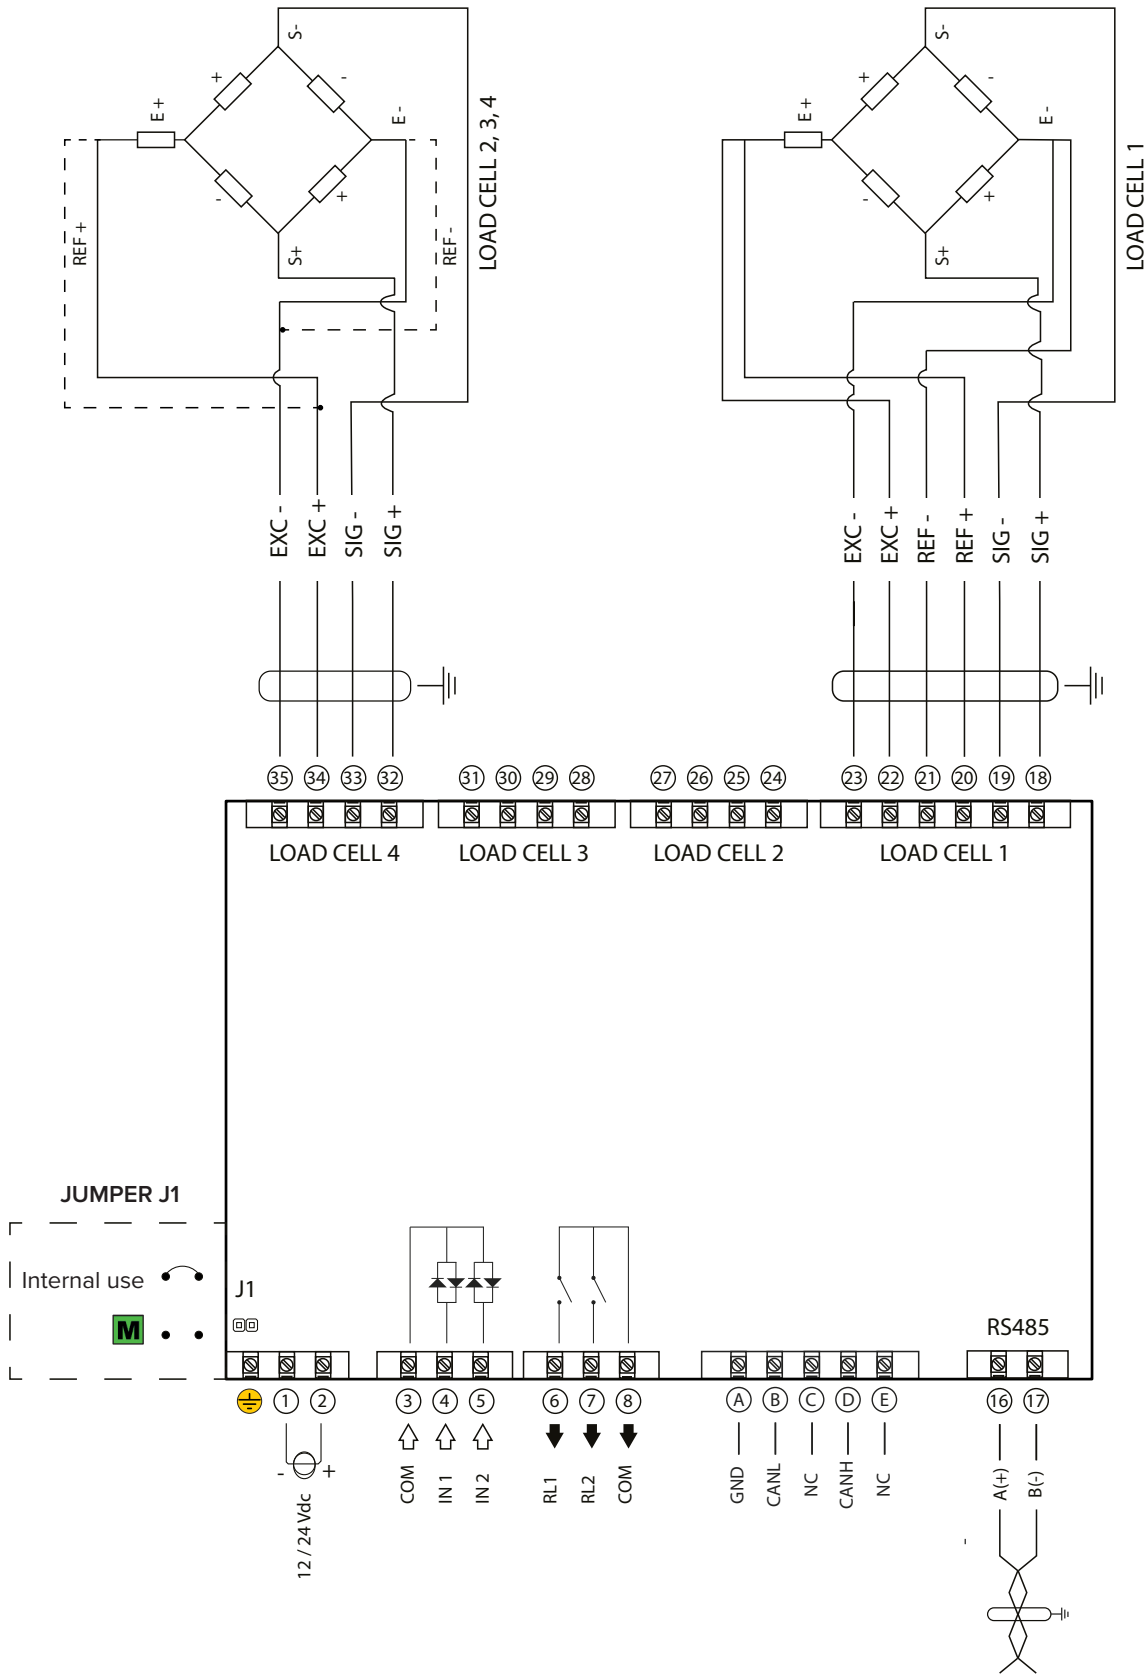 S-
+
-
E+
E -
-
+
S+
REF +
REF -
LOAD CELL 2, 3, 4
S-
+
-
E+
E -
-
+
S+
LOAD CELL 1
EXC -
EXC +
SIG -
SIG +
EXC -
EXC +
REF -
REF +
SIG -
SIG +
35 34 33 32 31 30 29 28 27 26 25 24 23 22 21 20 19 18
LOAD CELL 4 LOAD CELL 3 LOAD CELL 2 LOAD CELL 1
JUMPER J1
Internal use
M
J1
RS485
1 2 3 4 5 6 7 8 A B C D E 16 17
- +
12 / 24 Vdc
COM
IN 1
IN 2
RL1
RL2
COM
GND
CANL
NC
CANH
NC
A(+)
B(-)
-